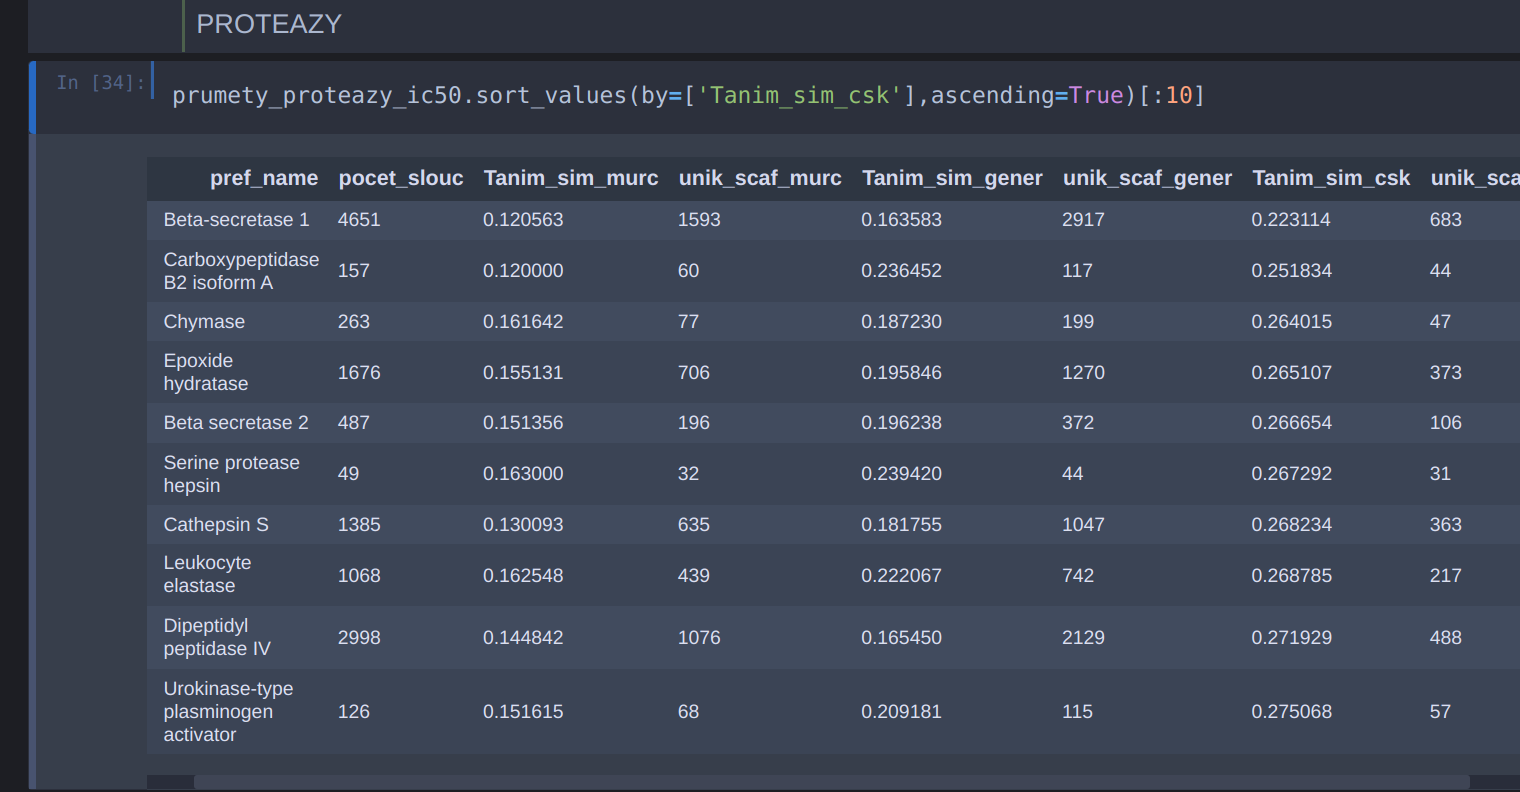 PROTEAZY
In [34]:
prumety_proteazy_ic50.sort_values(by=['Tanim_sim_csk'],ascending=True)[:10]
pref_name pocet_slouc Tanim_sim_murc unik_scaf_murc Tanim_sim_gener unik_scaf_gener Tanim_sim_csk unik_sca
Beta-secretase 1 4651 0.120563 1593 0.163583 2917 0.223114 683
Carboxypeptidase
B2 isoform A 157 0.120000 60 0.236452 117 0.251834 44
Chymase 263 0.161642 77 0.187230 199 0.264015 47
Epoxide
hydratase 1676 0.155131 706 0.195846 1270 0.265107 373
Beta secretase 2 487 0.151356 196 0.196238 372 0.266654 106
Serine protease
hepsin 49 0.163000 32 0.239420 44 0.267292 31
Cathepsin S 1385 0.130093 635 0.181755 1047 0.268234 363
Leukocyte
elastase 1068 0.162548 439 0.222067 742 0.268785 217
Dipeptidyl
peptidase IV 2998 0.144842 1076 0.165450 2129 0.271929 488
Urokinase-type
plasminogen 126 0.151615 68 0.209181 115 0.275068 57
activator